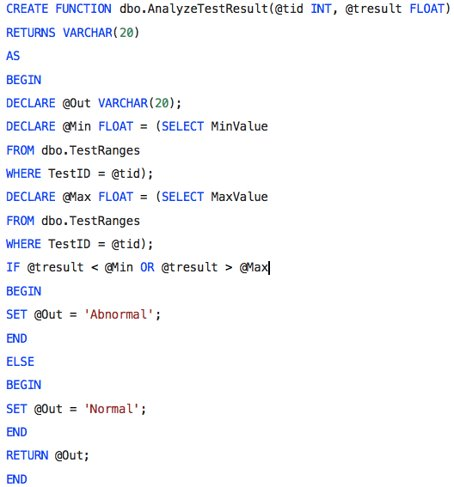 CREATE FUNCTION dbo.AnalyzeTestResult(@tid INT, @tresult FLOAT)
RETURNS VARCHAR(20)
AS
BEGIN
DECLARE @Out VARCHAR(20);
DECLARE @Min FLOAT = (SELECT MinValue
FROM dbo.TestRanges
WHERE TestID = @tid);
DECLARE @Max FLOAT = (SELECT MaxValue
FROM dbo.TestRanges
WHERE TestID = @tid);
IF @tresult < @Min OR @tresult > @Max
BEGIN
SET @Out = 'Abnormal';
END
ELSE
BEGIN
SET @Out = 'Normal';
END
RETURN @Out;
END